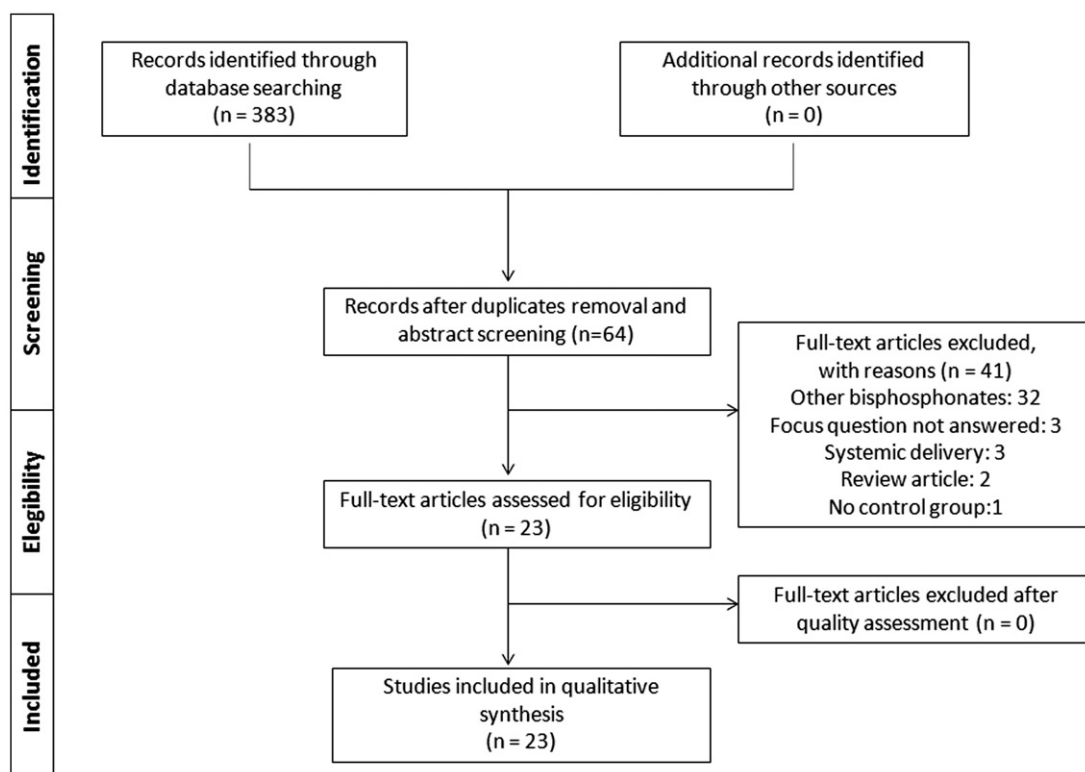 Identification
Records identified through
database searching
(n = 383)
Additional records identified
through other sources
(n = 0)
Screening
Records after duplicates removal and
abstract screening (n=64)
Full-text articles excluded,
with reasons (n = 41)
Other bisphosphonates: 32
Focus question not answered: 3
Systemic delivery: 3
Review article: 2
No control group:1
Elegibility
Full-text articles assessed for eligibility
(n = 23)
Full-text articles excluded after
quality assessment (n = 0)
Included
Studies included in qualitative
synthesis
(n = 23)